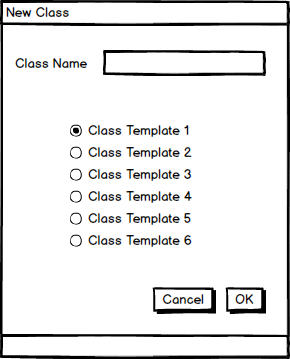 New Class
Class Name
Class Template 1
Class Template 2
Class Template 3
Class Template 4
Class Template 5
Class Template 6
Cancel OK